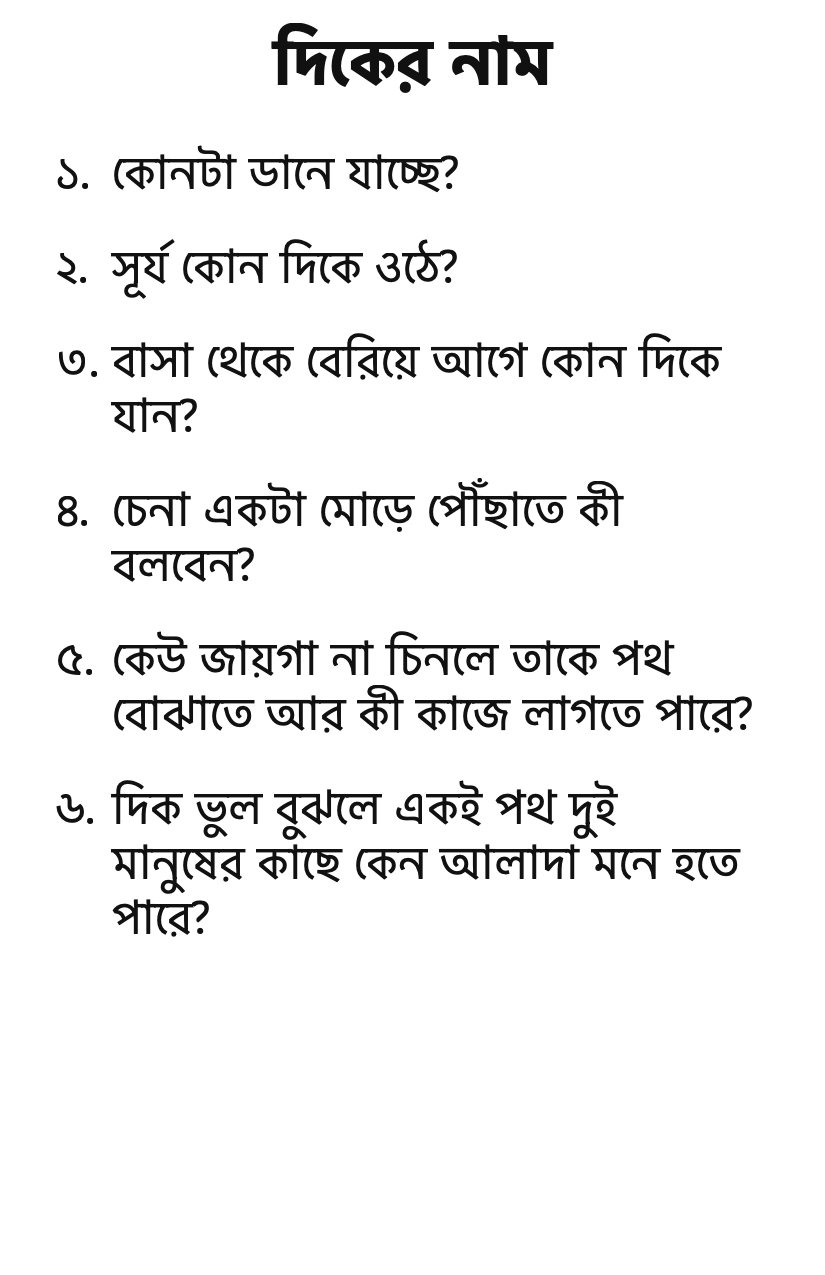 দিকের নাম
১. কোনটা ডানে যাচ্ছে?
২. সূর্য কোন দিকে ওঠে?
৩. বাসা থেকে বেরিয়ে আগে কোন দিকে
যান?
৪. চেনা একটা মোড়ে পৌঁছাতে কী
বলবেন?
৫. কেউ জায়গা না চিনলে তাকে পথ
বোঝাতে আর কী কাজে লাগতে পারে?
৬. দিক ভুল বুঝলে একই পথ দুই
মানুষের কাছে কেন আলাদা মনে হতে
পারে?